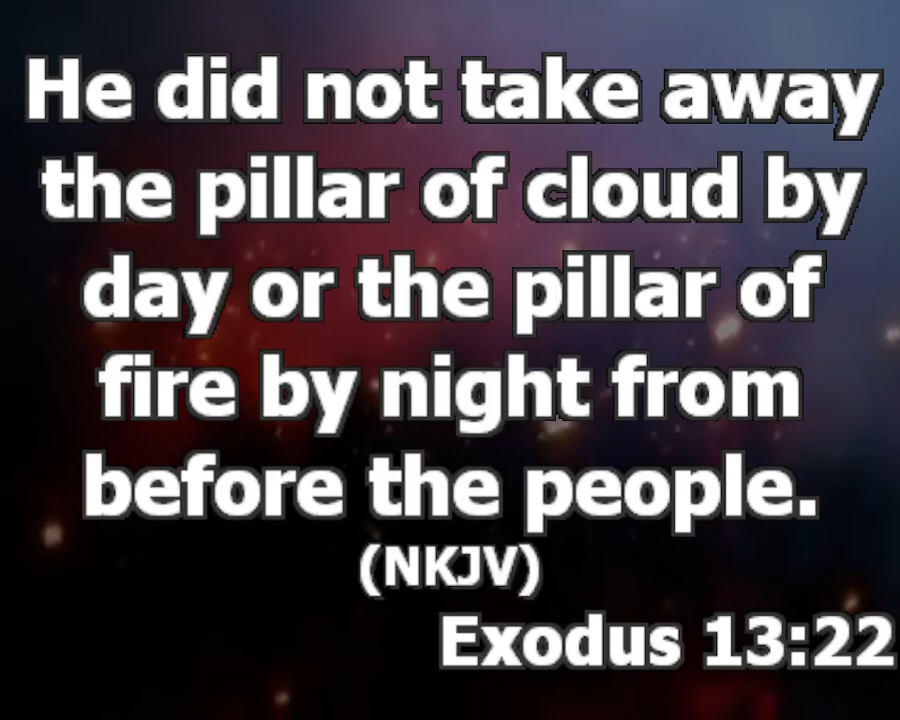 He did not take away
the pillar of cloud by
day or the pillar of
fire by night from
before the people.
(NKJV)
Exodus 13:22